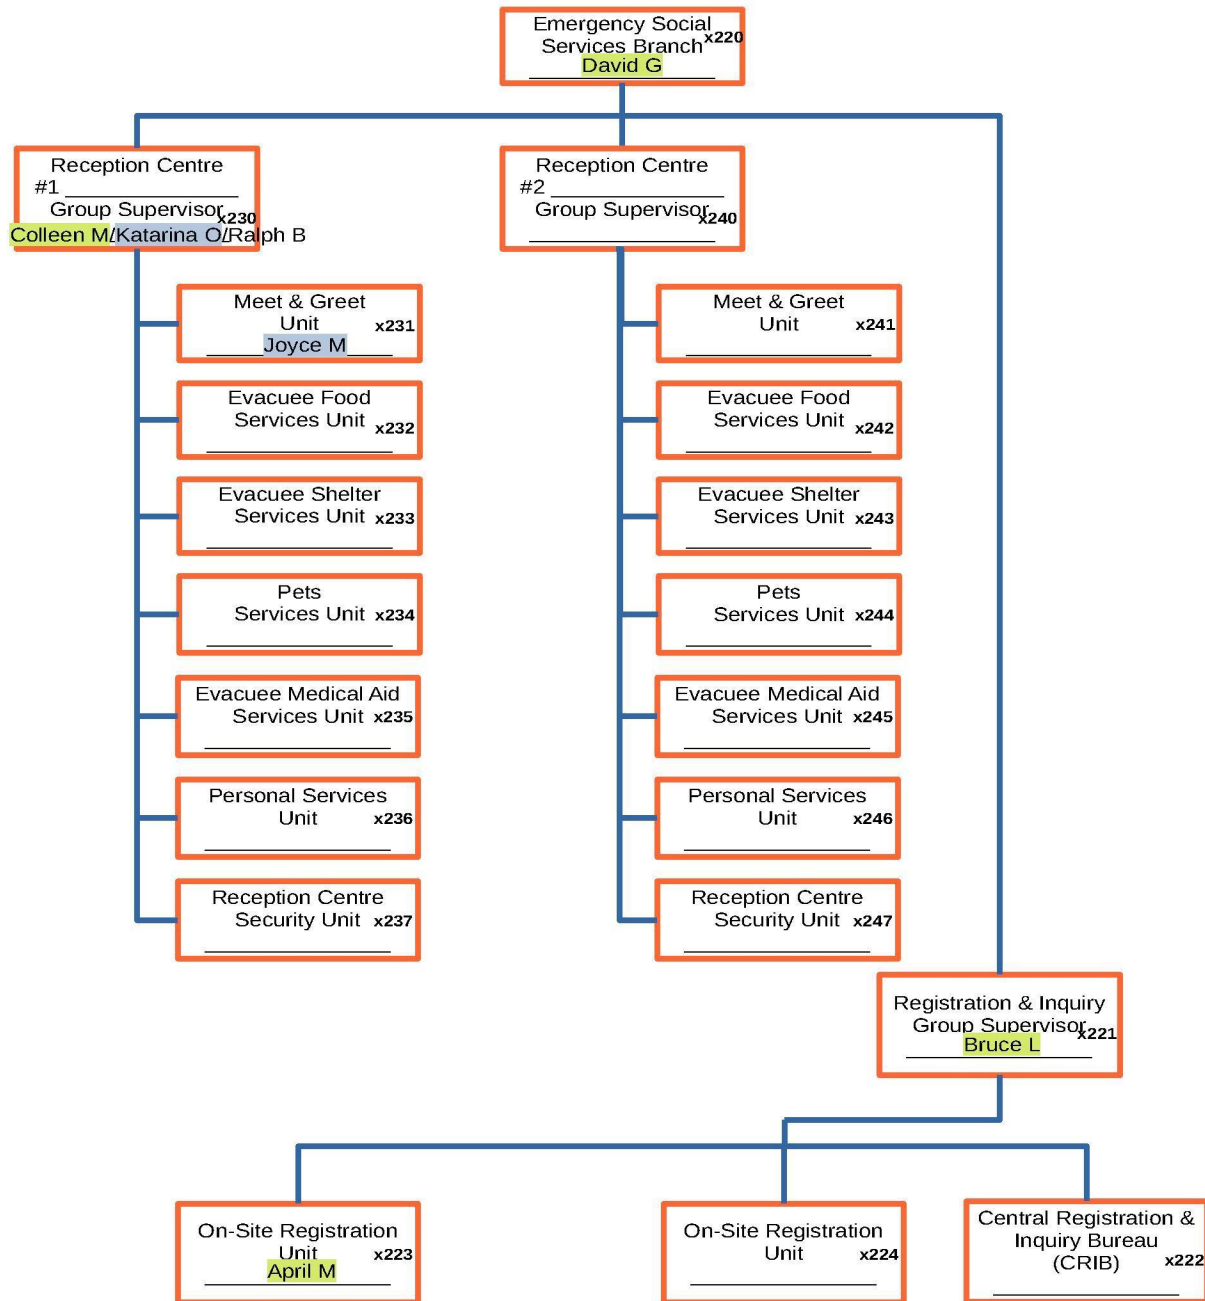 Emergency Social
Services Branch x220
David G
Reception Centre
#1
Group Supervisor x230
Colleen M/Katarina O/Ralph B
Reception Centre
#2
Group Supervisor x240
Meet & Greet
Unit x231
Joyce M
Evacuee Food
Services Unit x232
Evacuee Shelter
Services Unit x233
Pets
Services Unit x234
Evacuee Medical Aid
Services Unit x235
Personal Services
Unit x236
Reception Centre
Security Unit x237
Meet & Greet
Unit x241
Evacuee Food
Services Unit x242
Evacuee Shelter
Services Unit x243
Pets
Services Unit x244
Evacuee Medical Aid
Services Unit x245
Personal Services
Unit x246
Reception Centre
Security Unit x247
Registration & Inquiry
Group Supervisor x221
Bruce L
On-Site Registration
Unit x223
April M
On-Site Registration
Unit x224
Central Registration &
Inquiry Bureau
(CRIB) x222